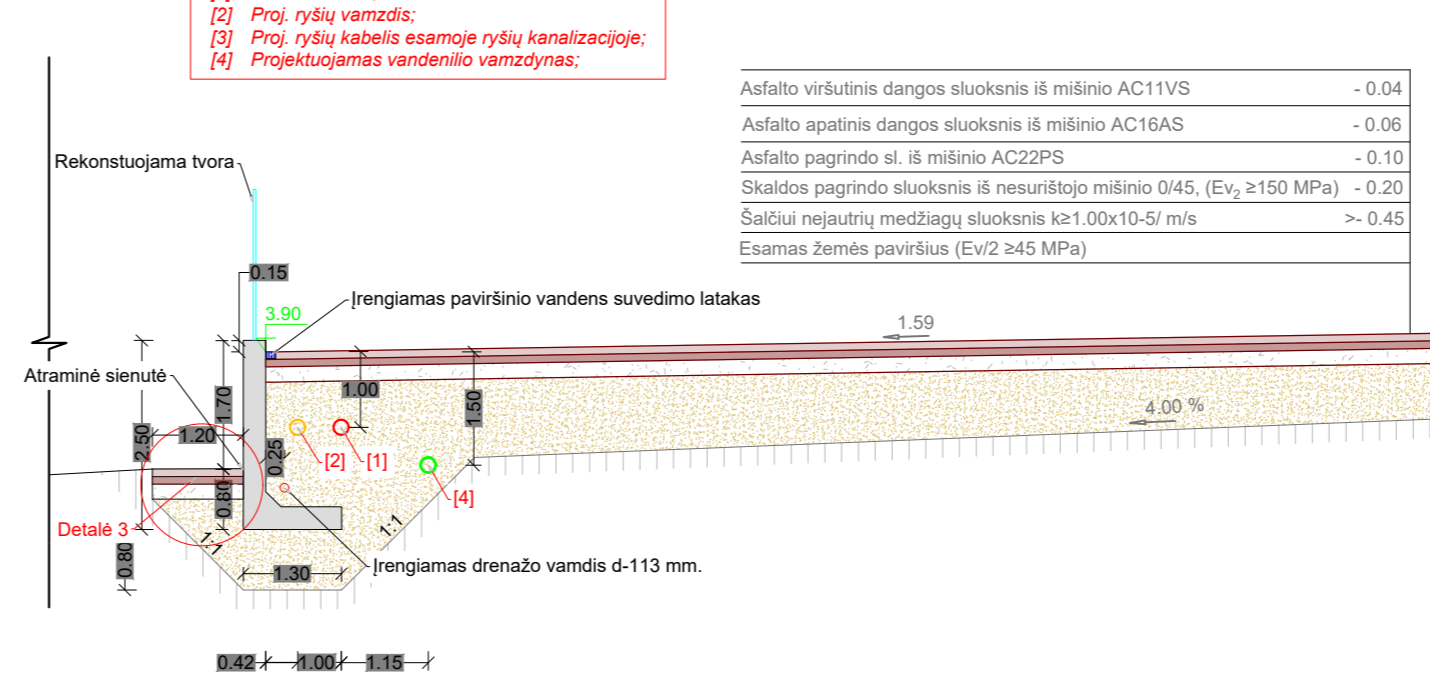 [2] Proj. ryšių vamzdis;
[3] Proj. ryšių kabelis esamoje ryšių kanalizacijoje;
[4] Projektuojamas vandenilio vamzdynas;
Asfalto viršutinis dangos sluoksnis iš mišinio AC11VS - 0.04
Asfalto apatinis dangos sluoksnis iš mišinio AC16AS - 0.06
Asfalto pagrindo sl. iš mišinio AC22PS - 0.10
Skaldos pagrindo sluoksnis iš nesurištojo mišinio 0/45, (Ev2 ≥150 MPa) - 0.20
Šalčiui nejautrių medžiagų sluoksnis k≥1.00x10-5/ m/s >- 0.45
Esamas žemės paviršius (Ev/2 ≥45 MPa)
Rekonstuojama tvora
0.15
Įrengiamas paviršinio vandens suvedimo latakas
3.90
1.59
Atraminė sienutė
1.70
1.00
1.50
4.00 %
2.50
1.20
0.25
[2]
[1]
[4]
0.80
Detalė 3
1:1
1:1
0.80
1.30
Įrengiamas drenažo vamdis d-113 mm.
0.42
1.00
1.15